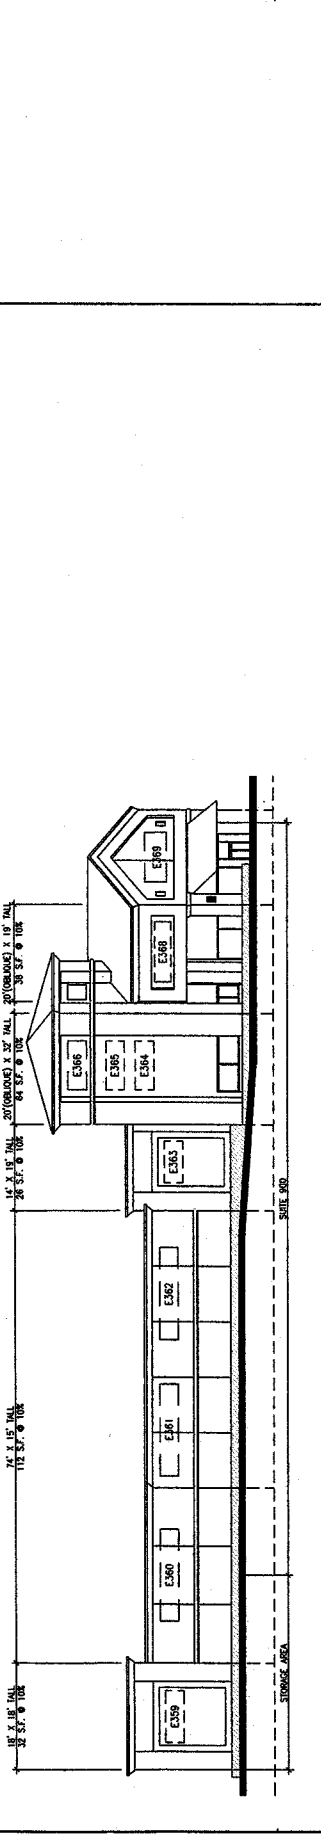 18' X 18' TALL
32 S.F. @ 10%
74' X 15' TALL
112 S.F. @ 10%
14' X 19' TALL
26 S.F. @ 10%
20'(OBLIQUE) X 32' TALL
64 S.F. @ 10%
20'(OBLIQUE) X 19' TALL
38 S.F. @ 10%
E359
E360
E361
E362
E363
E364
E365
E366
E368
E369
STORAGE AREA
SUITE 900